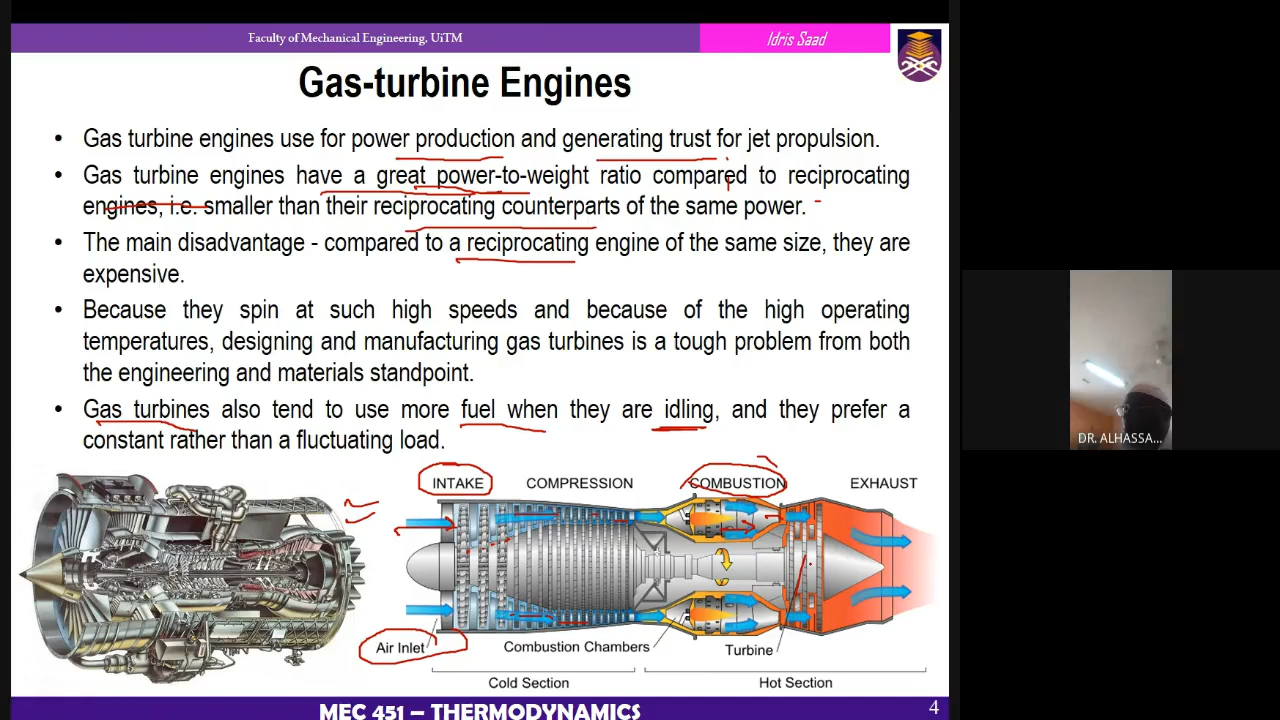 Faculty of Mechanical Engineering, UiTM
Idris Saad
Gas-turbine Engines
• Gas turbine engines use for power production and generating trust for jet propulsion.
• Gas turbine engines have a great power-to-weight ratio compared to reciprocating
engines, i.e. smaller than their reciprocating counterparts of the same power.
• The main disadvantage - compared to a reciprocating engine of the same size, they are
expensive.
• Because they spin at such high speeds and because of the high operating
temperatures, designing and manufacturing gas turbines is a tough problem from both
the engineering and materials standpoint.
• Gas turbines also tend to use more fuel when they are idling, and they prefer a
constant rather than a fluctuating load.
INTAKE COMPRESSION COMBUSTION EXHAUST
Air Inlet Combustion Chambers Turbine
Cold Section Hot Section
MEC 451 – THERMODYNAMICS
4
DR. ALHASSA...